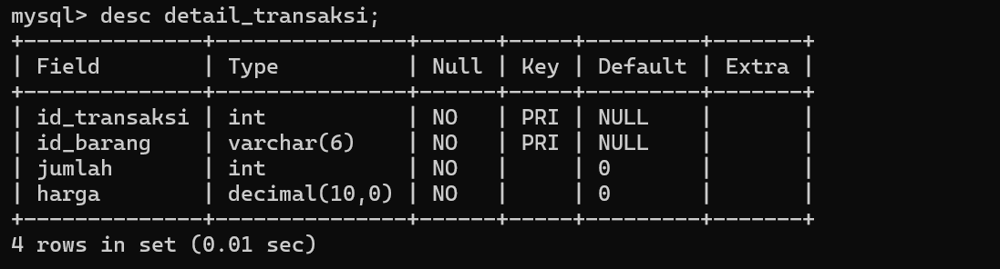 mysql> desc detail_transaksi;
+--------------+---------------+------+-----+---------+-------+
| Field        | Type          | Null | Key | Default | Extra |
+--------------+---------------+------+-----+---------+-------+
| id_transaksi | int           | NO   | PRI | NULL    |       |
| id_barang    | varchar(6)    | NO   | PRI | NULL    |       |
| jumlah       | int           | NO   |     | 0       |       |
| harga        | decimal(10,0) | NO   |     | 0       |       |
+--------------+---------------+------+-----+---------+-------+
4 rows in set (0.01 sec)